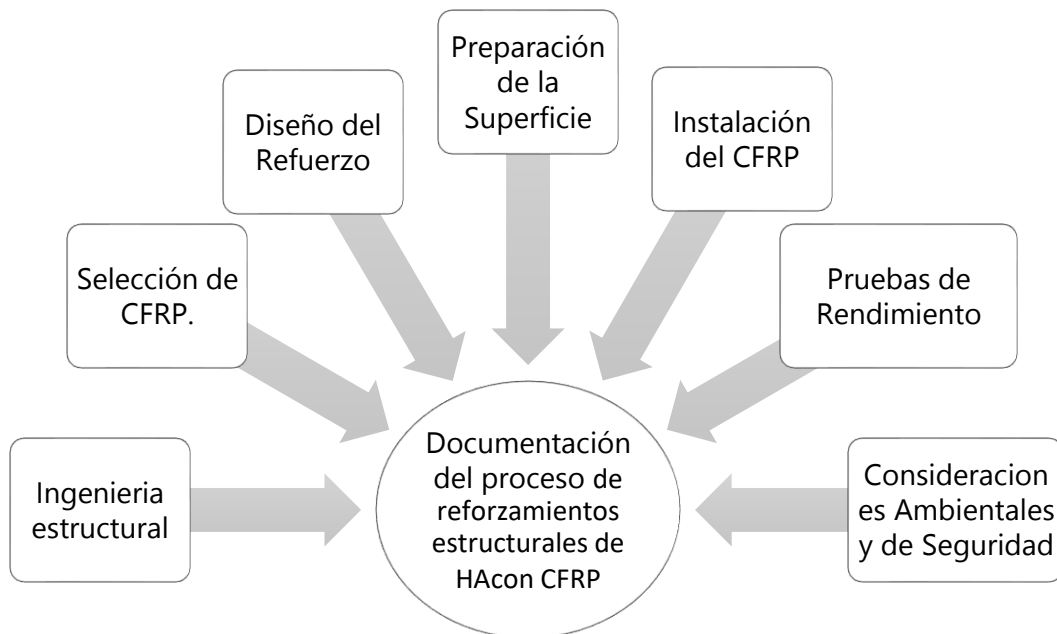 Preparación
de la
Superficie
Diseño del
Refuerzo
Instalación
del CFRP
Selección de
CFRP.
Pruebas de
Rendimiento
Ingenieria
estructural
Documentación
del proceso de
reforzamientos
estructurales de
HAcon CFRP
Consideracion
es Ambientales
y de Seguridad